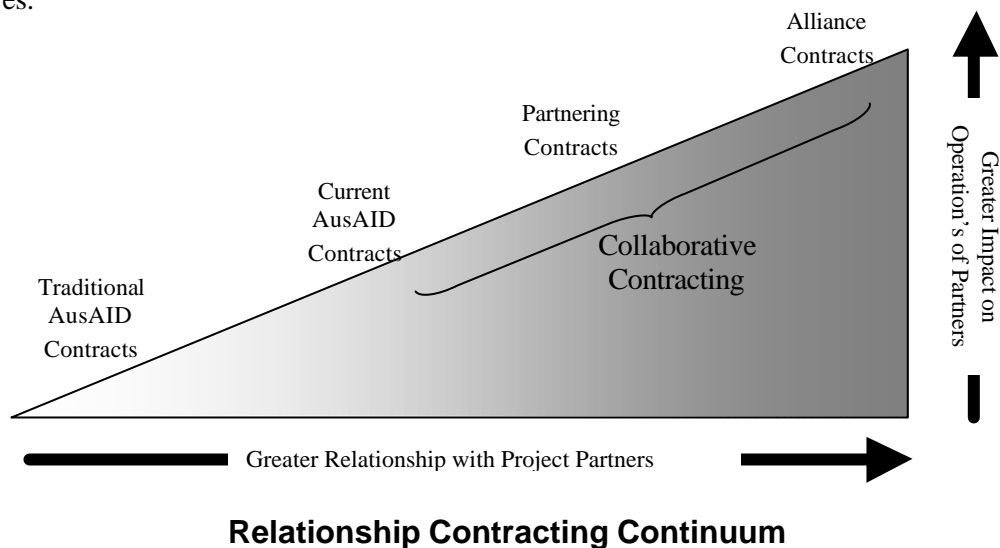 es.
Alliance
Contracts
Partnering
Contracts
Current
AusAID
Contracts
Collaborative
Contracting
Traditional
AusAID
Contracts
Greater Impact on
Operation's of Partners
Greater Relationship with Project Partners
Relationship Contracting Continuum